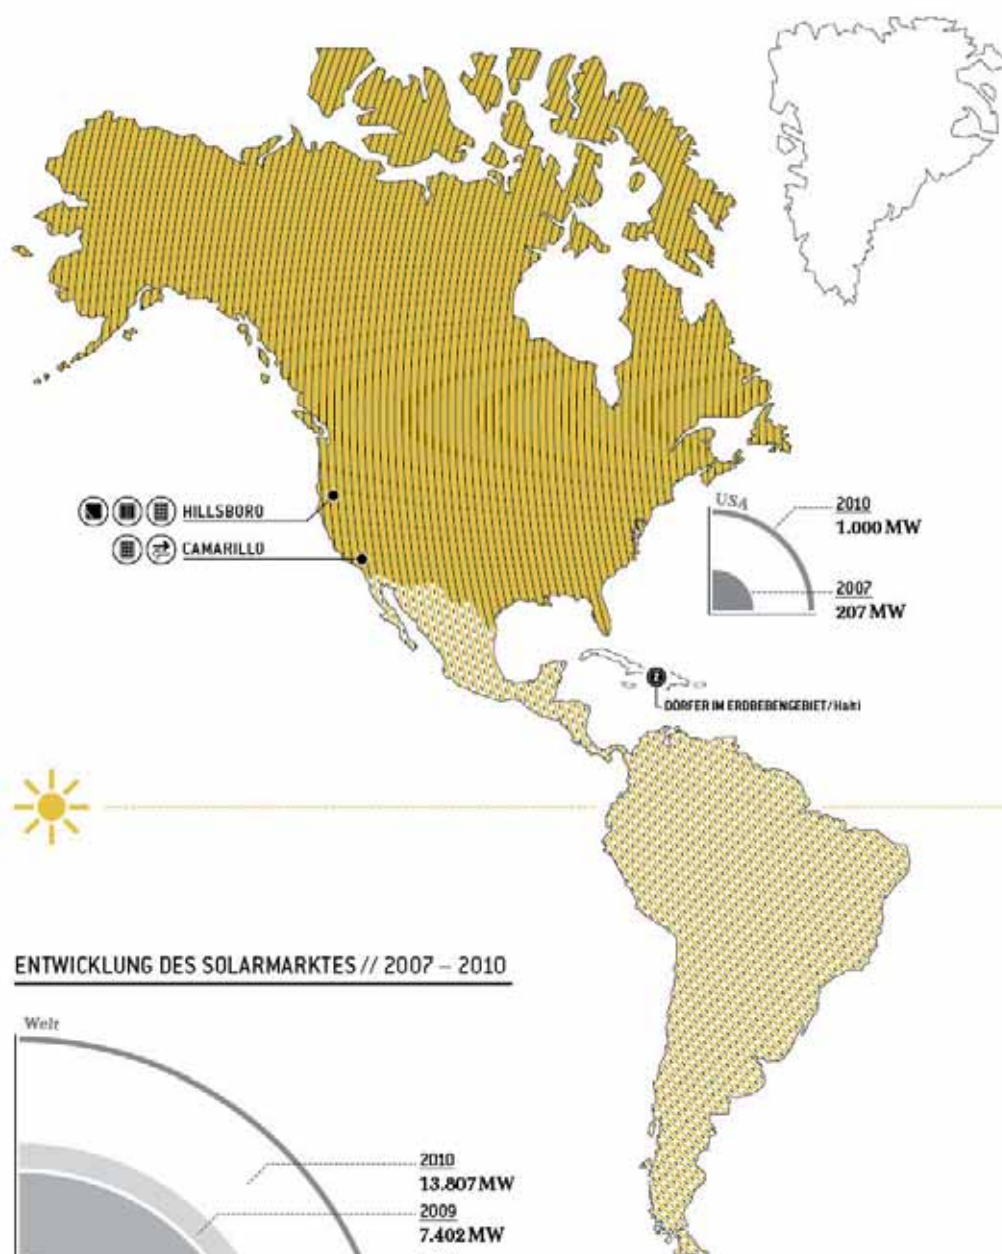 HILLSBORO
CAMARILLO
USA
2010
1.000 MW
2007
207 MW
2
DÖRFER IM ERDBEBENGEBIET/Haiti
ENTWICKLUNG DES SOLARMARKTES // 2007 – 2010
Welt
2010
13.807 MW
2009
7.402 MW